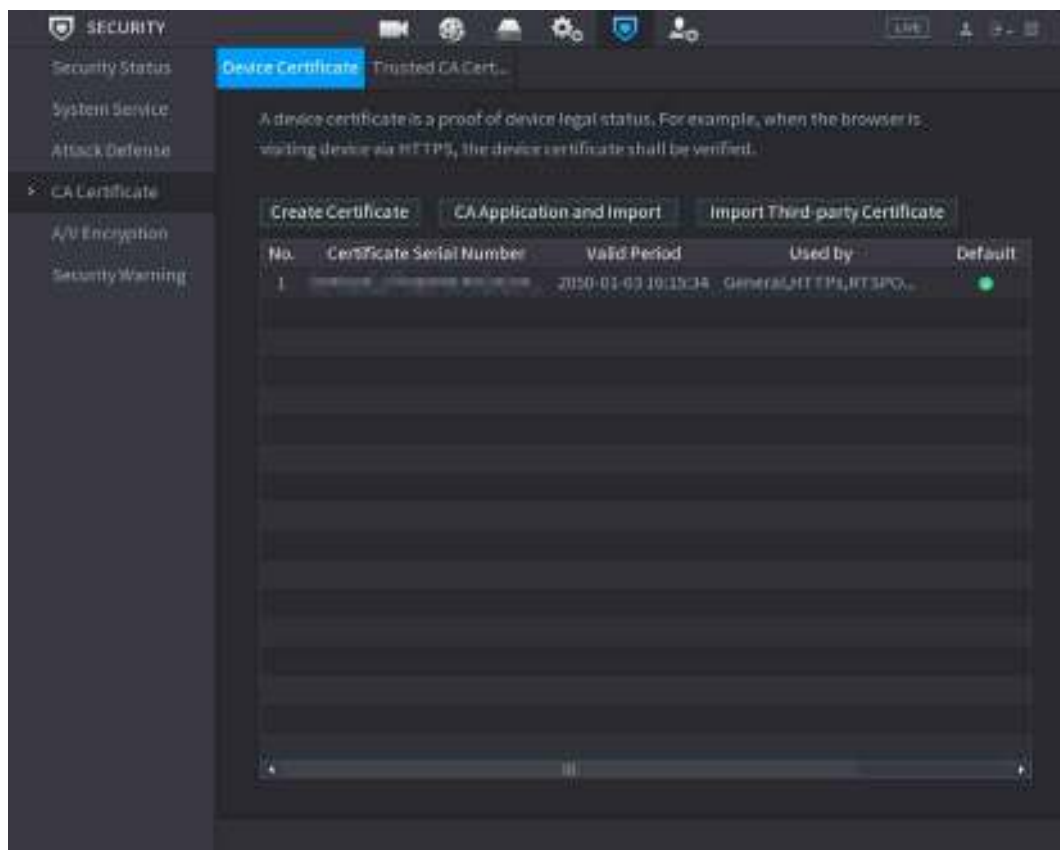 SECURITY
LIVE
Security Status
Device Certificate
Trusted CA Cert...
System Service
A device certificate is a proof of device legal status. For example, when the browser is
visiting device via HTTPS, the device certificate shall be verified.
Attack Defense
CA Certificate
A/V Encryption
Security Warning
Create Certificate
CA Application and Import
Import Third-party Certificate
No. Certificate Serial Number Valid Period Used by Default
1 2050-01-03 16:15:34 General,HTTPs,RTSPO...